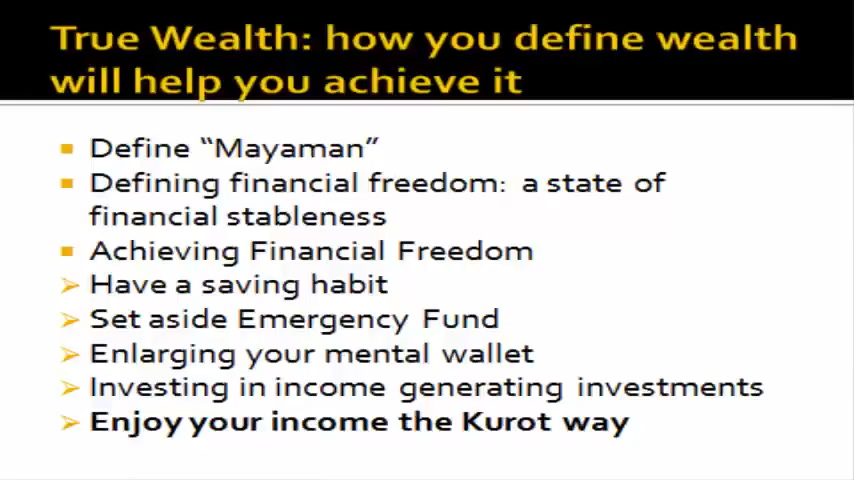 True Wealth: how you define wealth
will help you achieve it
Define “Mayaman”
Defining financial freedom: a state of
financial stableness
Achieving Financial Freedom
Have a saving habit
Set aside Emergency Fund
Enlarging your mental wallet
Investing in income generating investments
Enjoy your income the Kurot way